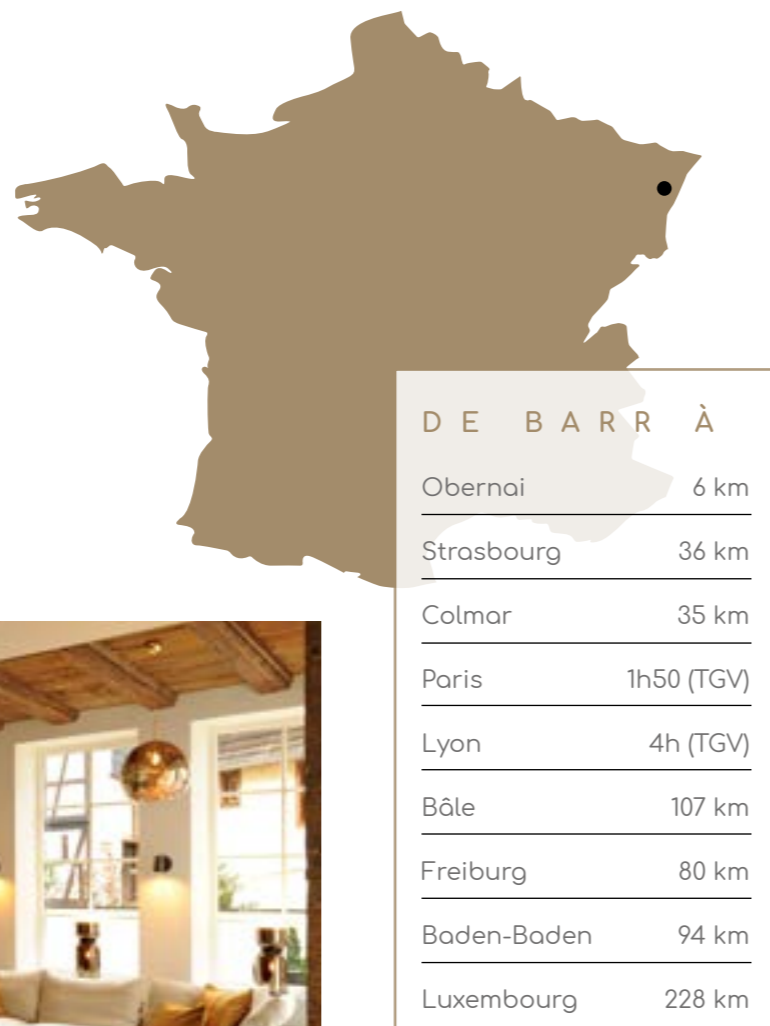 DE BARR À
Obernai 6 km
Strasbourg 36 km
Colmar 35 km
Paris 1h50 (TGV)
Lyon 4h (TGV)
Bâle 107 km
Freiburg 80 km
Baden-Baden 94 km
Luxembourg 228 km